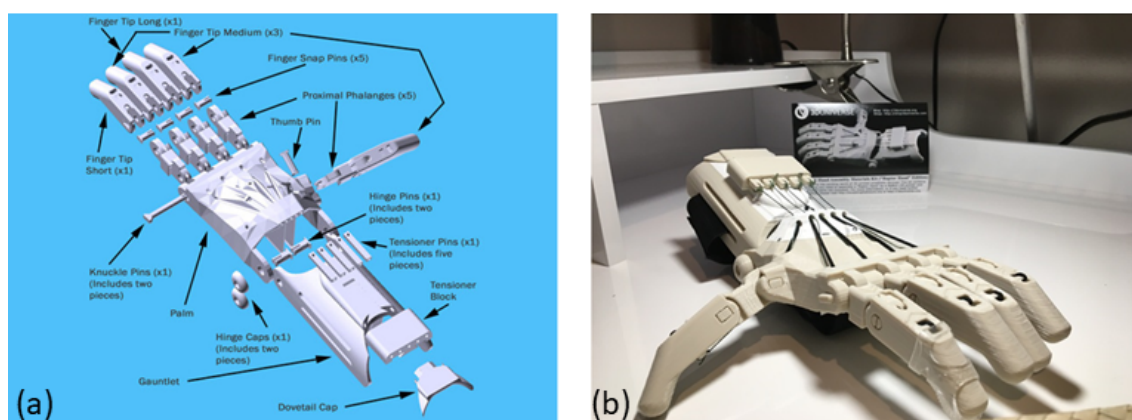 Finger Tip Long (x1)
Finger Tip Medium (x3)
Finger Snap Pins (x5)
Proximal Phalanges (x5)
Thumb Pin
Finger Tip
Short (x1)
Hinge Pins (x1)
(Includes two
pieces)
Tensioner Pins (x1)
(Includes five
pieces)
Knuckle Pins (x1)
(Includes two
pieces)
Palm
Tensioner
Block
Hinge Caps (x1)
(Includes two
pieces)
Gauntlet
Dovetail Cap
(a)
(b)